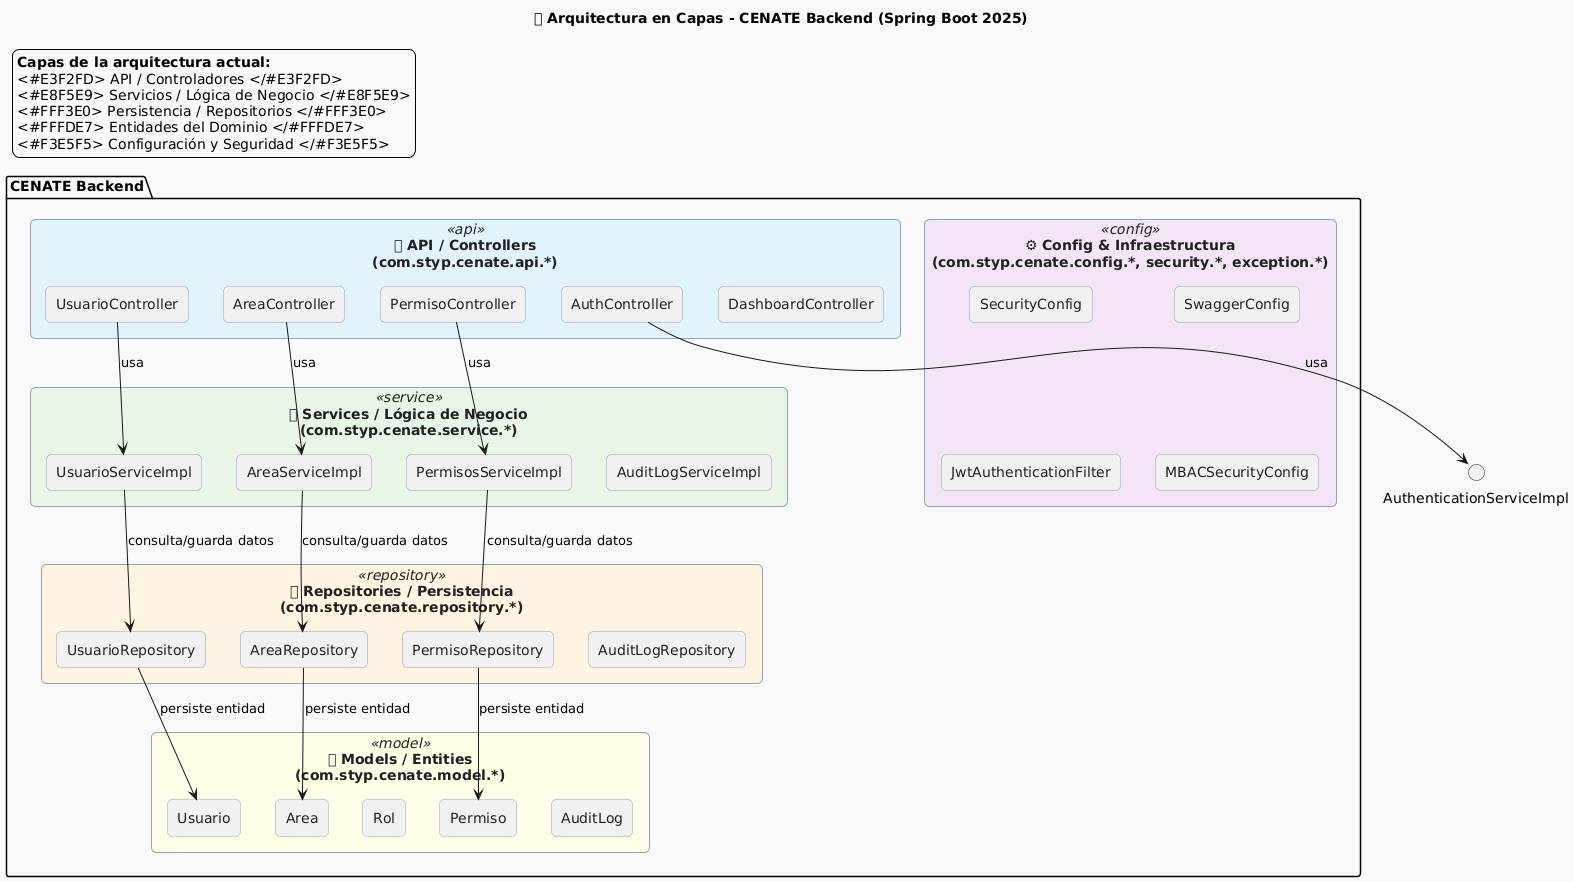 Arquitectura en Capas - CENATE Backend (Spring Boot 2025)
Capas de la arquitectura actual:
<#E3F2FD> API / Controladores </#E3F2FD>
<#E8F5E9> Servicios / Lógica de Negocio </#E8F5E9>
<#FFF3E0> Persistencia / Repositorios </#FFF3E0>
<#FFFDE7> Entidades del Dominio </#FFFDE7>
<#F3E5F5> Configuración y Seguridad </#F3E5F5>
CENATE Backend
«api»
API / Controllers
(com.styp.cenate.api.*)
UsuarioController
AreaController
PermisoController
AuthController
DashboardController
«config»
⚙ Config & Infraestructura
(com.styp.cenate.config.*, security.*, exception.*)
SecurityConfig
SwaggerConfig
JwtAuthenticationFilter
MBACSecurityConfig
usa
usa
usa
usa
«service»
Services / Lógica de Negocio
(com.styp.cenate.service.*)
UsuarioServiceImpl
AreaServiceImpl
PermisosServiceImpl
AuditLogServiceImpl
AuthenticationServiceImpl
consulta/guarda datos
consulta/guarda datos
consulta/guarda datos
«repository»
Repositories / Persistencia
(com.styp.cenate.repository.*)
UsuarioRepository
AreaRepository
PermisoRepository
AuditLogRepository
persiste entidad
persiste entidad
persiste entidad
«model»
Models / Entities
(com.styp.cenate.model.*)
Usuario
Area
Rol
Permiso
AuditLog